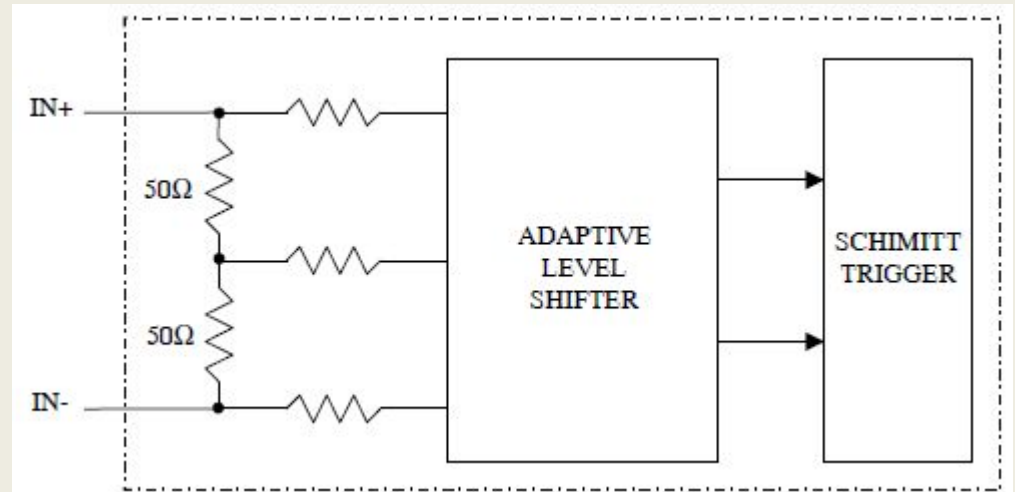 IN+
50Ω
50Ω
IN-
ADAPTIVE
LEVEL
SHIFTER
SCHIMITT
TRIGGER